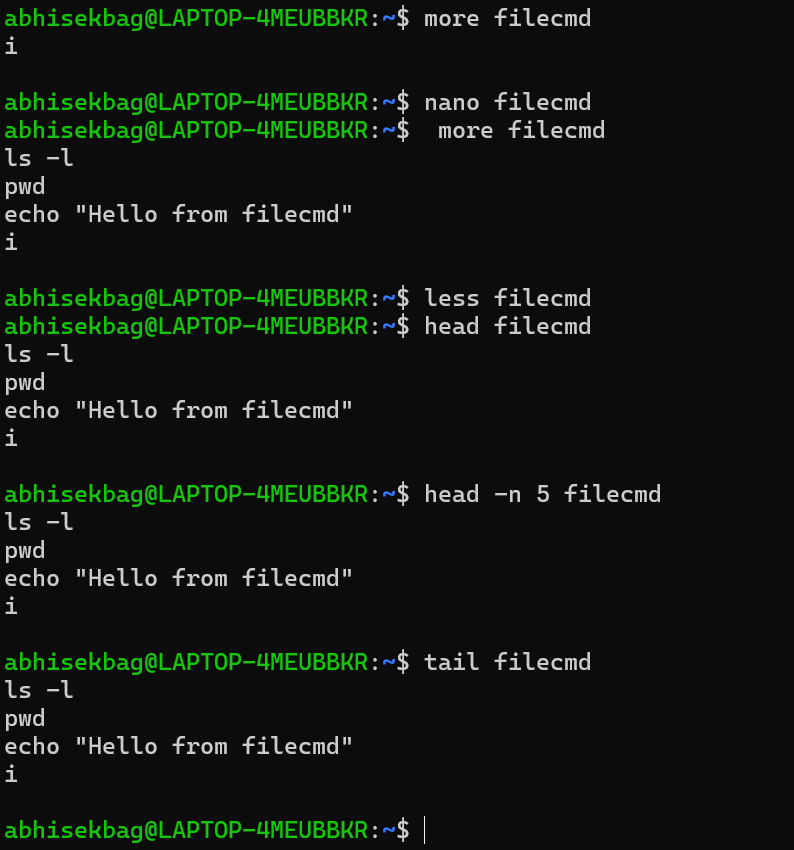 abhisekbag@LAPTOP-4MEUBBKR:~$ more filecmd
i

abhisekbag@LAPTOP-4MEUBBKR:~$ nano filecmd
abhisekbag@LAPTOP-4MEUBBKR:~$  more filecmd
ls -l
pwd
echo "Hello from filecmd"
i

abhisekbag@LAPTOP-4MEUBBKR:~$ less filecmd
abhisekbag@LAPTOP-4MEUBBKR:~$ head filecmd
ls -l
pwd
echo "Hello from filecmd"
i

abhisekbag@LAPTOP-4MEUBBKR:~$ head -n 5 filecmd
ls -l
pwd
echo "Hello from filecmd"
i

abhisekbag@LAPTOP-4MEUBBKR:~$ tail filecmd
ls -l
pwd
echo "Hello from filecmd"
i

abhisekbag@LAPTOP-4MEUBBKR:~$